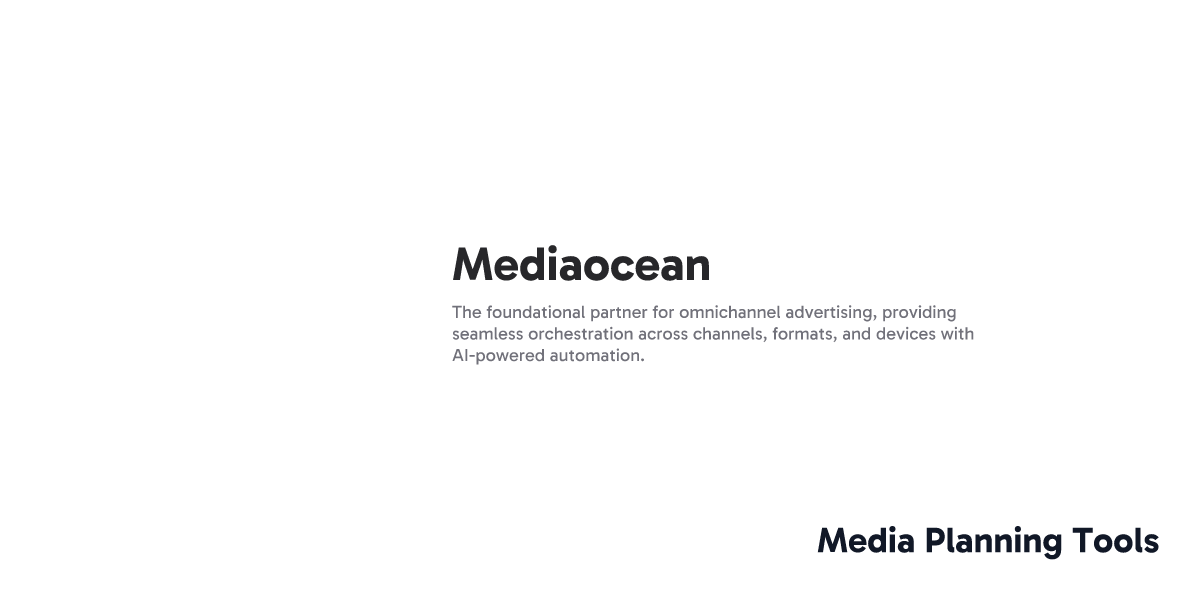 Mediaocean
The foundational partner for omnichannel advertising, providing
seamless orchestration across channels, formats, and devices with
AI-powered automation.
Media Planning Tools